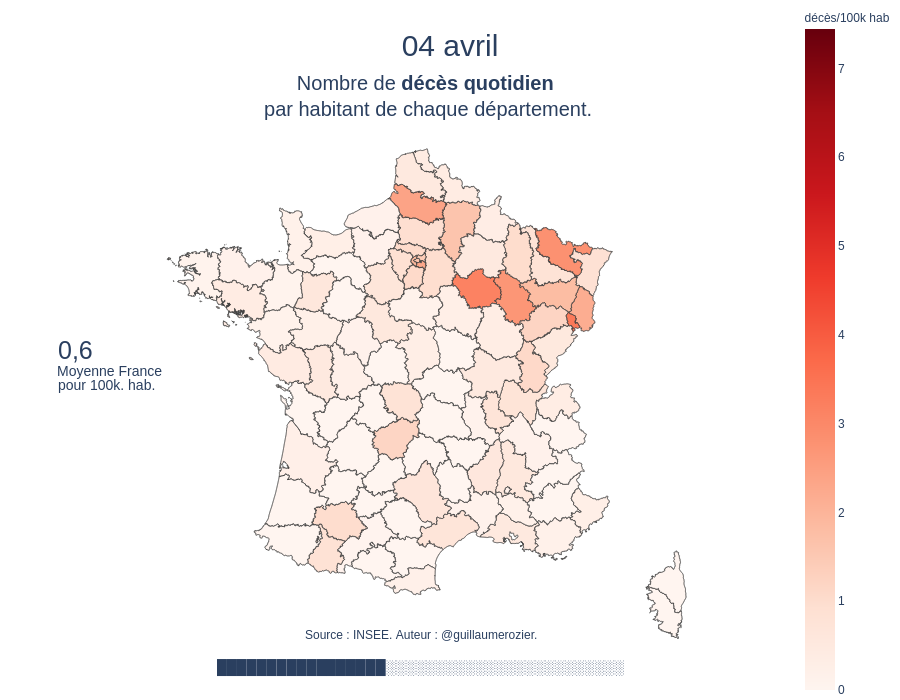 04 avril
Nombre de décès quotidien
par habitant de chaque département.
décès/100k hab
7
6
5
4
3
2
1
0
0,6
Moyenne France
pour 100k. hab.
Source : INSEE. Auteur : @guillaumerozier.